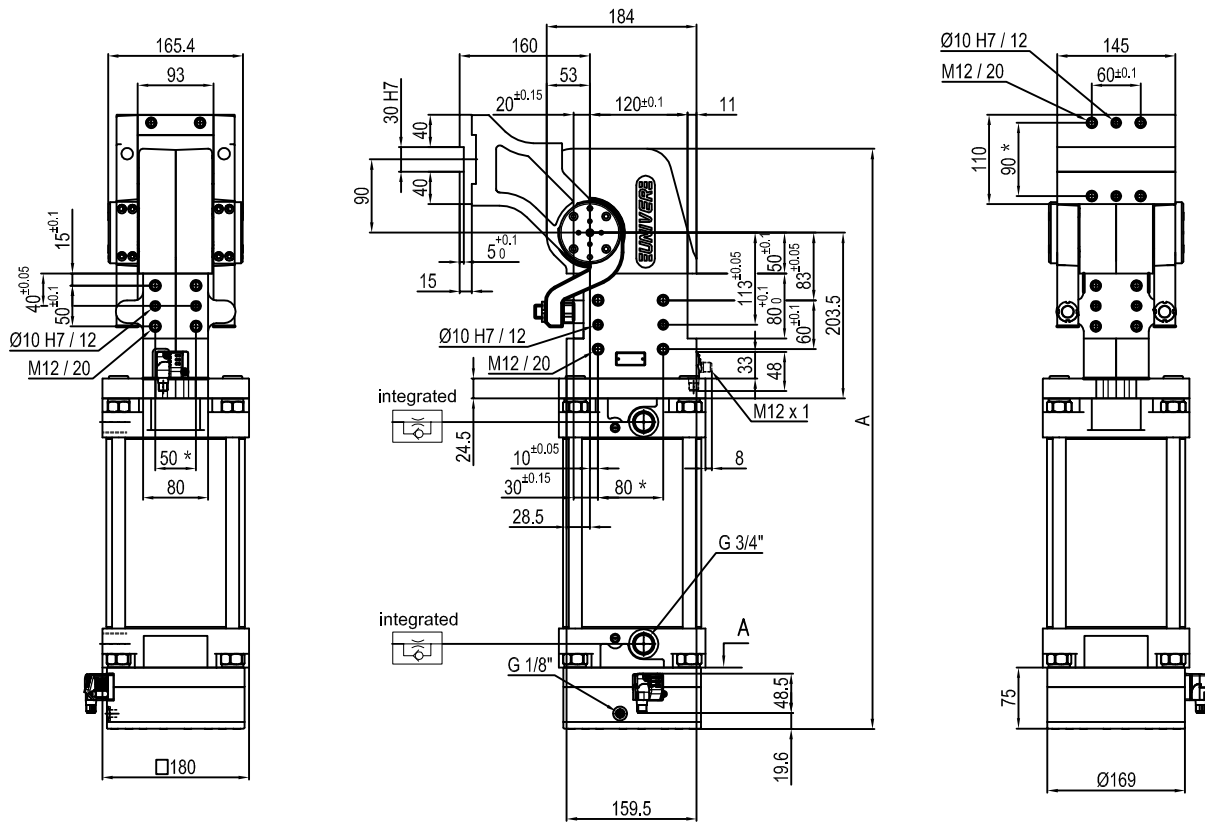 165.4
93
15±0.1
40±0.05
50±0.1
Ø10 H7 / 12
M12 / 20
50 *
80
□180
184
160
53
20±0.15
120±0.1
11
30 H7
40
90
40
5+0.1 0
15
UNIVER
50±0.1
83±0.05
113±0.05
80+0.1 0
60±0.1
203.5
Ø10 H7 / 12
M12 / 20
33
48
M12 x 1
A
integrated
24.5
10±0.05
30±0.15
80 *
8
28.5
G 3/4"
integrated
A
G 1/8"
48.5
19.6
159.5
Ø10 H7 / 12
M12 / 20
145
60±0.1
110
90 *
75
Ø169